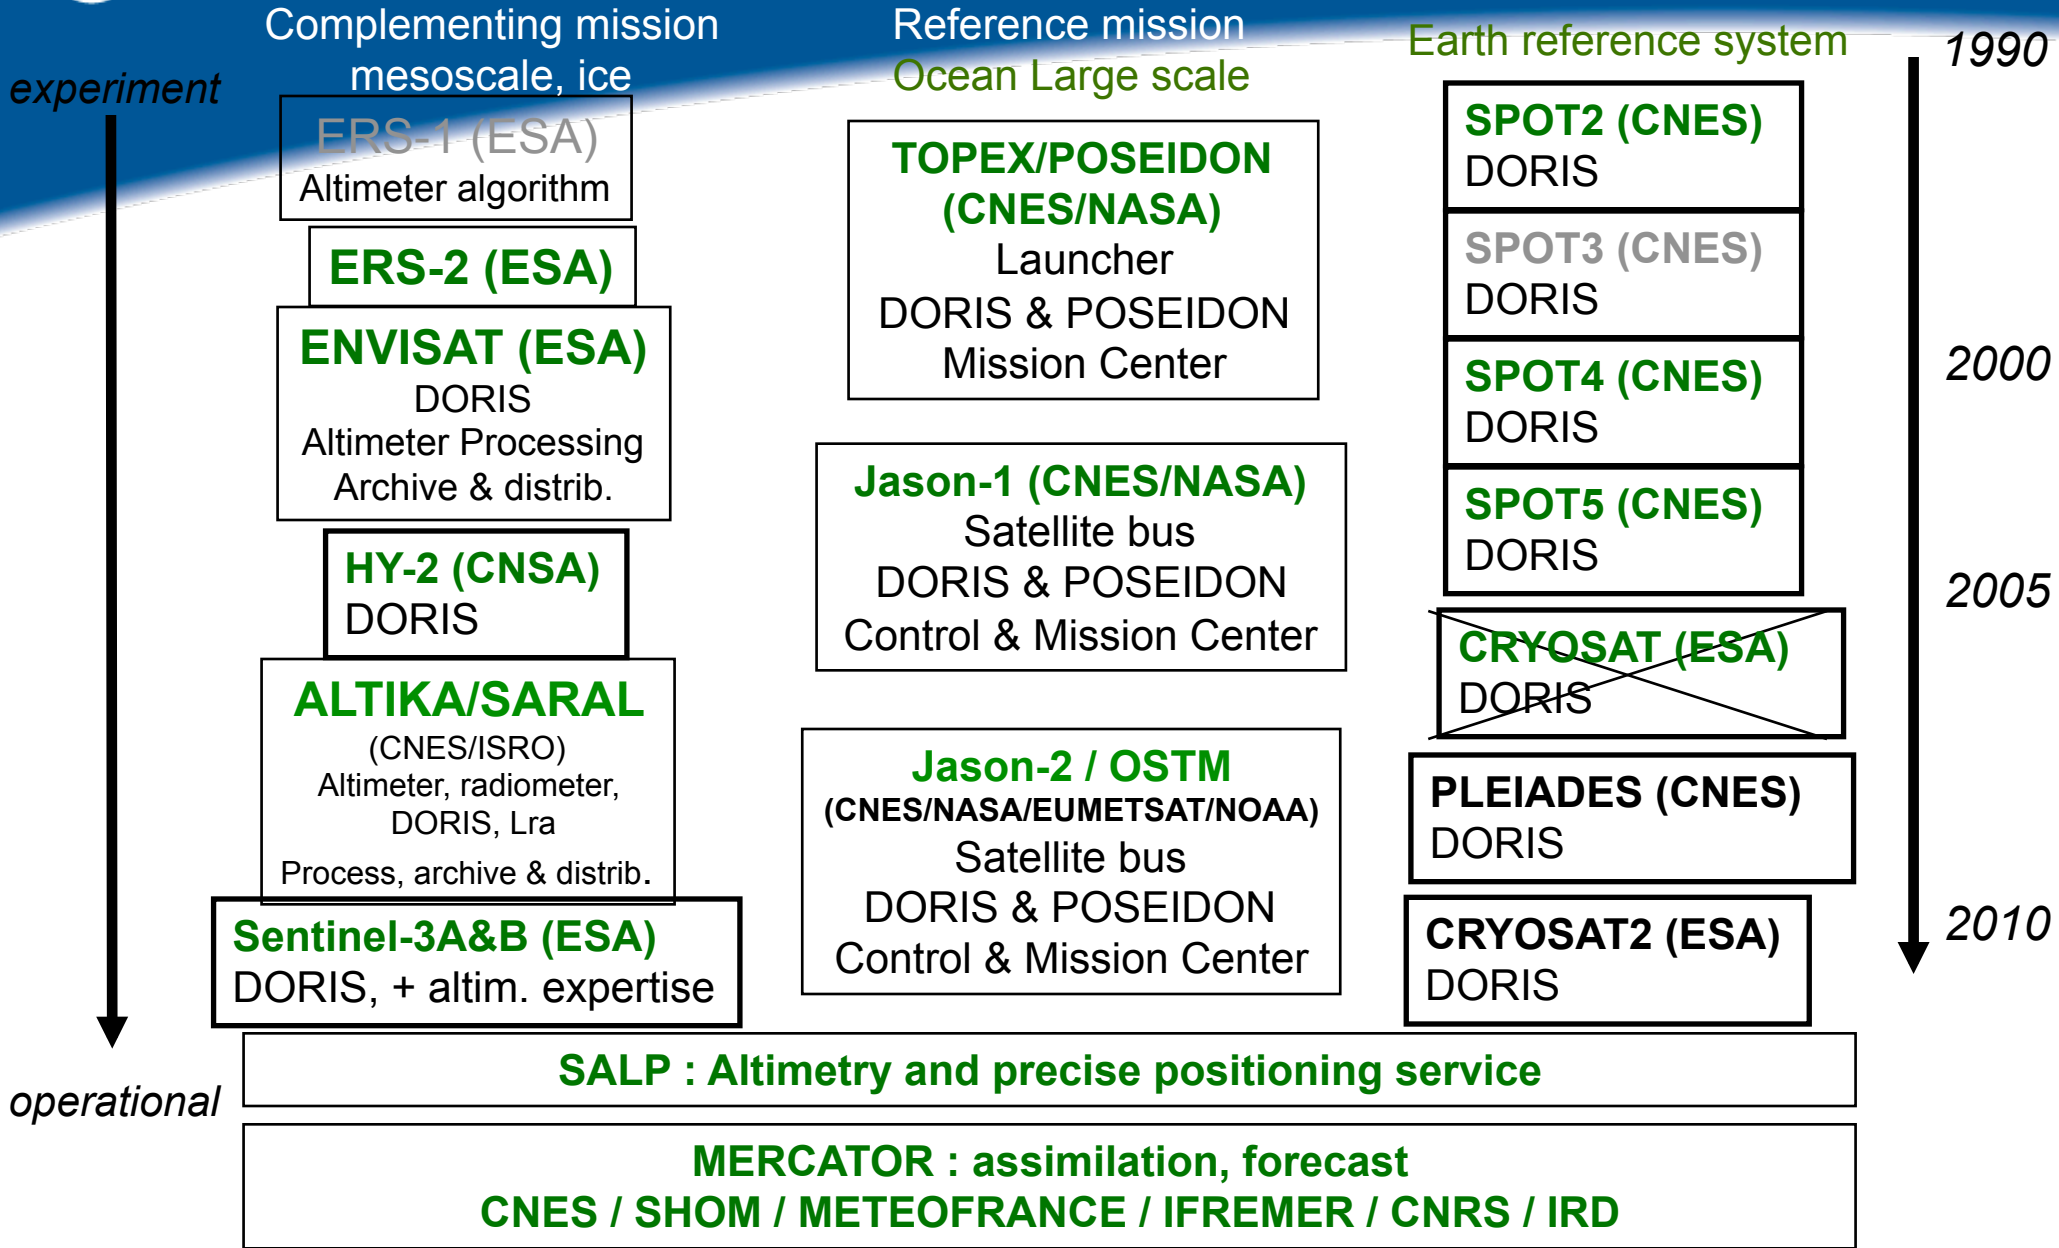 Complementing mission
mesoscale, ice
experiment
ERS-1 (ESA)
Altimeter algorithm
ERS-2 (ESA)
ENVISAT (ESA)
DORIS
Altimeter Processing
Archive & distrib.
HY-2 (CNSA)
DORIS
ALTIKA/SARAL
(CNES/ISRO)
Altimeter, radiometer,
DORIS, Lra
Process, archive & distrib.
Sentinel-3A&B (ESA)
DORIS, + altim. expertise
operational
Reference mission
Ocean Large scale
TOPEX/POSEIDON
(CNES/NASA)
Launcher
DORIS & POSEIDON
Mission Center
Jason-1 (CNES/NASA)
Satellite bus
DORIS & POSEIDON
Control & Mission Center
Jason-2 / OSTM
(CNES/NASA/EUMETSAT/NOAA)
Satellite bus
DORIS & POSEIDON
Control & Mission Center
Earth reference system
SPOT2 (CNES)
DORIS
SPOT3 (CNES)
DORIS
SPOT4 (CNES)
DORIS
SPOT5 (CNES)
DORIS
CRYOSAT (ESA)
DORIS
PLEIADES (CNES)
DORIS
CRYOSAT2 (ESA)
DORIS
1990
2000
2005
2010
SALP : Altimetry and precise positioning service
MERCATOR : assimilation, forecast
CNES / SHOM / METEOFRANCE / IFREMER / CNRS / IRD